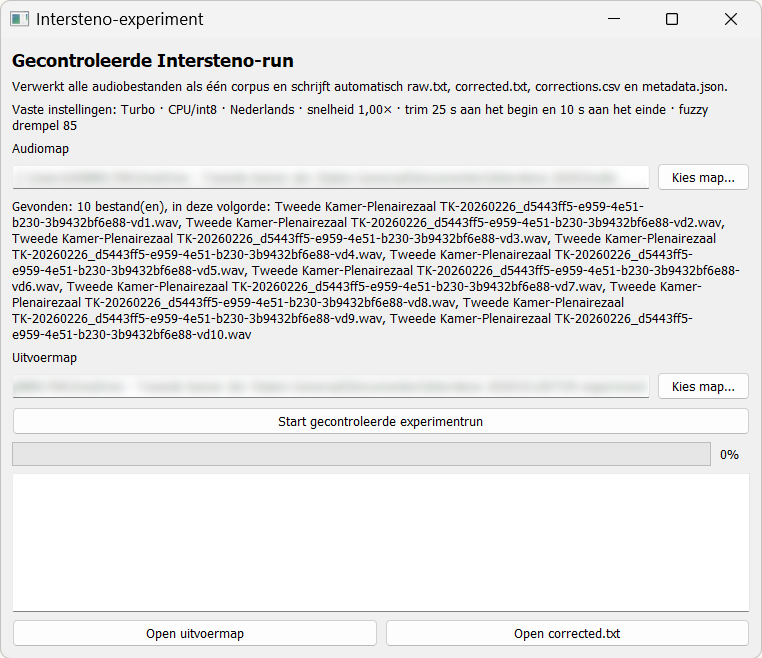 Intersteno-experiment
Gecontroleerde Intersteno-run
Verwerkt alle audiobestanden als één corpus en schrijft automatisch raw.txt, corrected.txt, corrections.csv en metadata.json.
Vaste instellingen: Turbo · CPU/int8 · Nederlands · snelheid 1,00× · trim 25 s aan het begin en 10 s aan het einde · fuzzy
drempel 85
Audiomap
Kies map...
Gevonden: 10 bestand(en), in deze volgorde: Tweede Kamer-Plenairezaal TK-20260226_d5443ff5-e959-4e51-
b230-3b9432bf6e88-vd1.wav, Tweede Kamer-Plenairezaal TK-20260226_d5443ff5-e959-4e51-b230-3b9432bf6e88-vd2.wav,
Tweede Kamer-Plenairezaal TK-20260226_d5443ff5-e959-4e51-b230-3b9432bf6e88-vd3.wav, Tweede Kamer-Plenairezaal
TK-20260226_d5443ff5-e959-4e51-b230-3b9432bf6e88-vd4.wav, Tweede Kamer-Plenairezaal TK-20260226_d5443ff5-
e959-4e51-b230-3b9432bf6e88-vd5.wav, Tweede Kamer-Plenairezaal TK-20260226_d5443ff5-e959-4e51-b230-3b9432bf6e88-
vd6.wav, Tweede Kamer-Plenairezaal TK-20260226_d5443ff5-e959-4e51-b230-3b9432bf6e88-vd7.wav, Tweede Kamer-
Plenairezaal TK-20260226_d5443ff5-e959-4e51-b230-3b9432bf6e88-vd8.wav, Tweede Kamer-Plenairezaal
TK-20260226_d5443ff5-e959-4e51-b230-3b9432bf6e88-vd9.wav, Tweede Kamer-Plenairezaal TK-20260226_d5443ff5-
e959-4e51-b230-3b9432bf6e88-vd10.wav
Uitvoermap
Kies map...
Start gecontroleerde experimentrun
0%
Open uitvoermap
Open corrected.txt